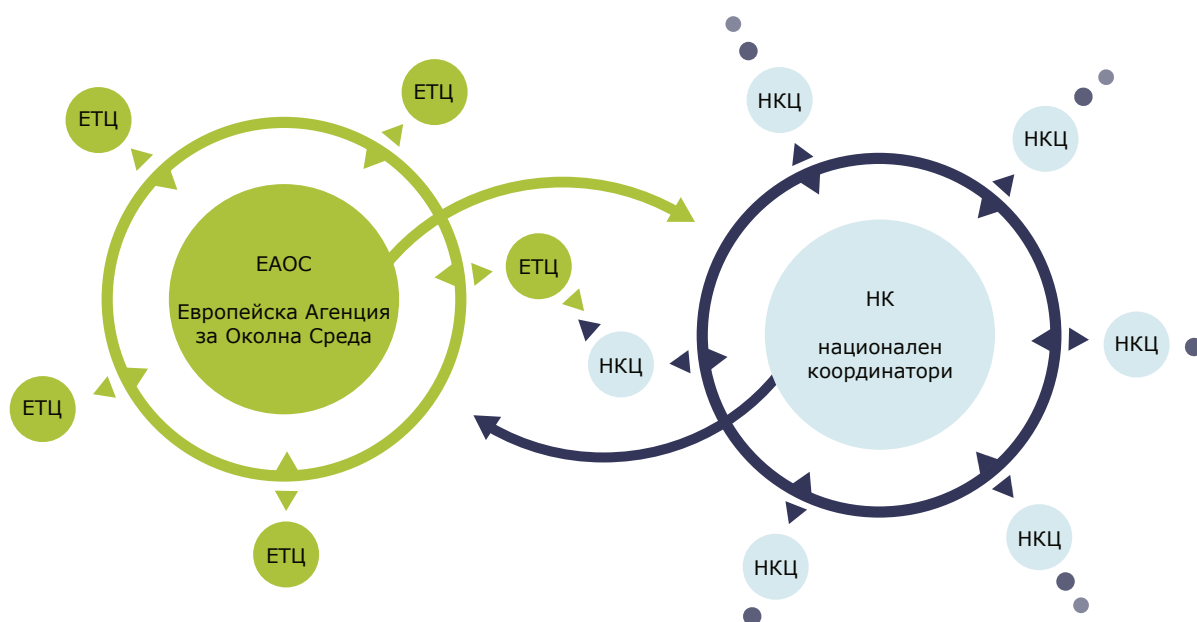 ЕТЦ
ЕТЦ
ЕАОС
Европейска Агенция
за Околна Среда
ЕТЦ
ЕТЦ
ЕТЦ
НКЦ
НКЦ
НКЦ
НК
национален
координатори
НКЦ
НКЦ
НКЦ